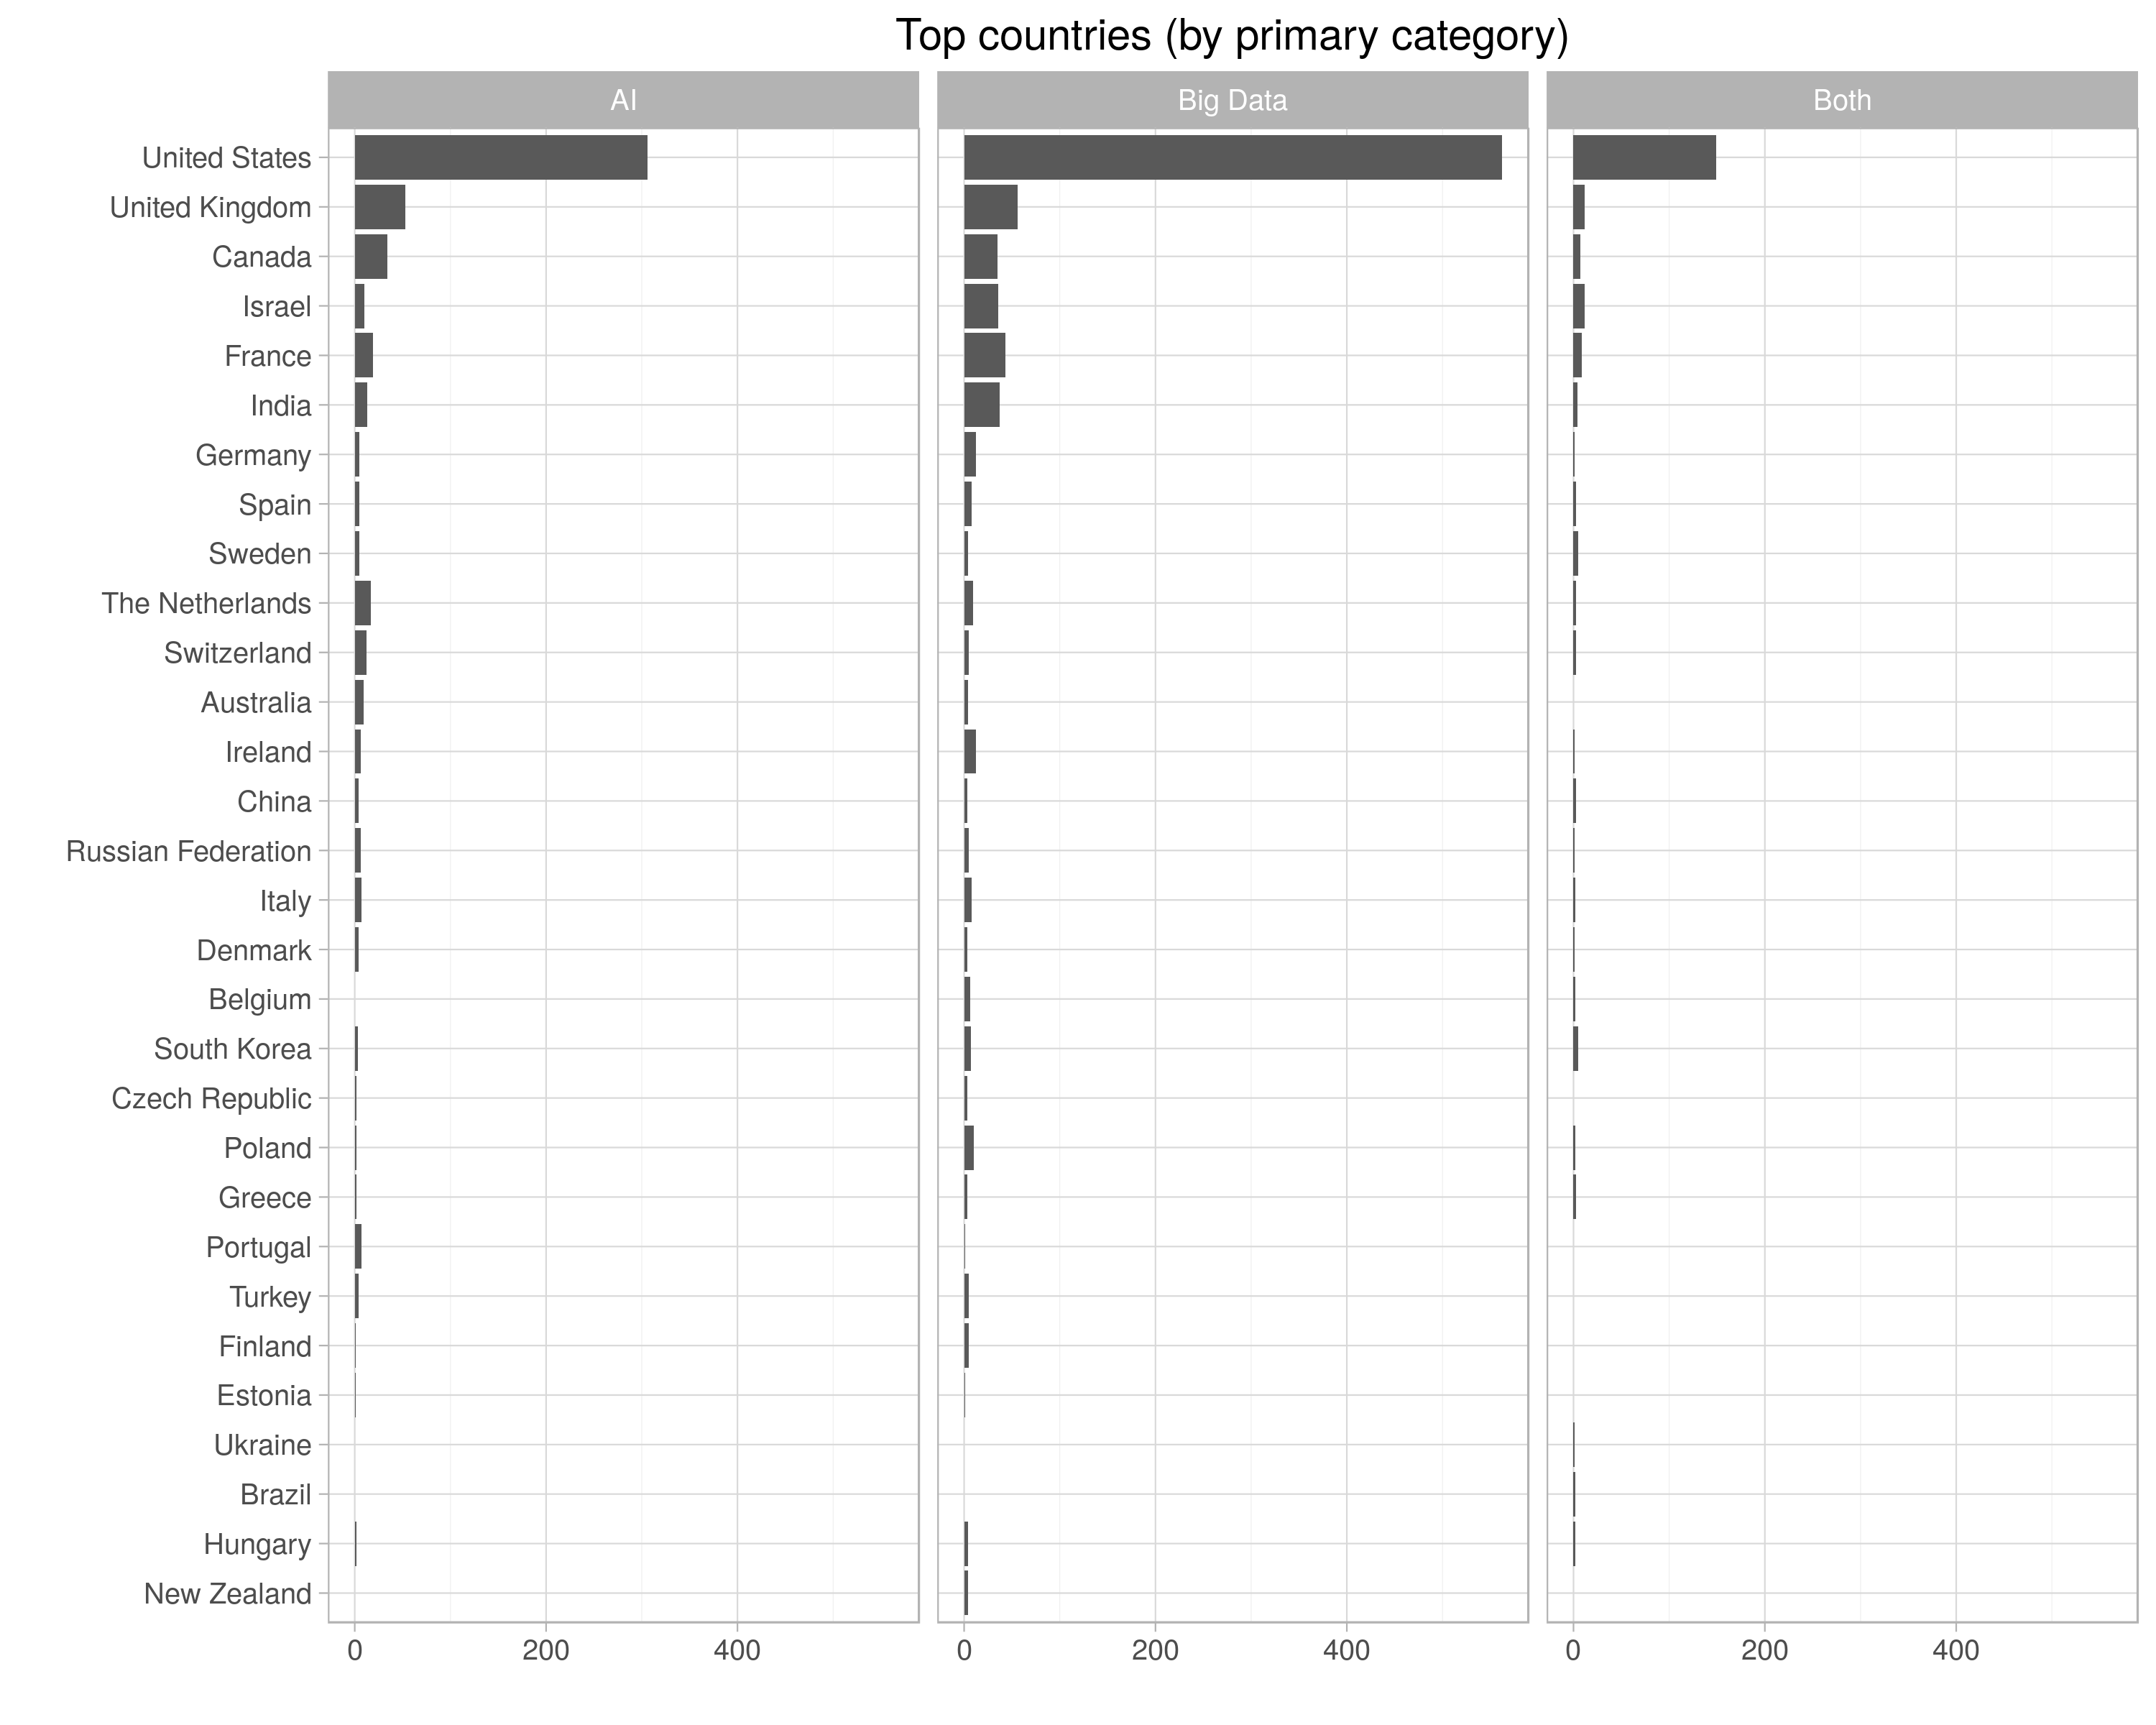 Top countries (by primary category)
AI Big Data Both
United States
United Kingdom
Canada
Israel
France
India
Germany
Spain
Sweden
The Netherlands
Switzerland
Australia
Ireland
China
Russian Federation
Italy
Denmark
Belgium
South Korea
Czech Republic
Poland
Greece
Portugal
Turkey
Finland
Estonia
Ukraine
Brazil
Hungary
New Zealand
0 200 400 0 200 400 0 200 400